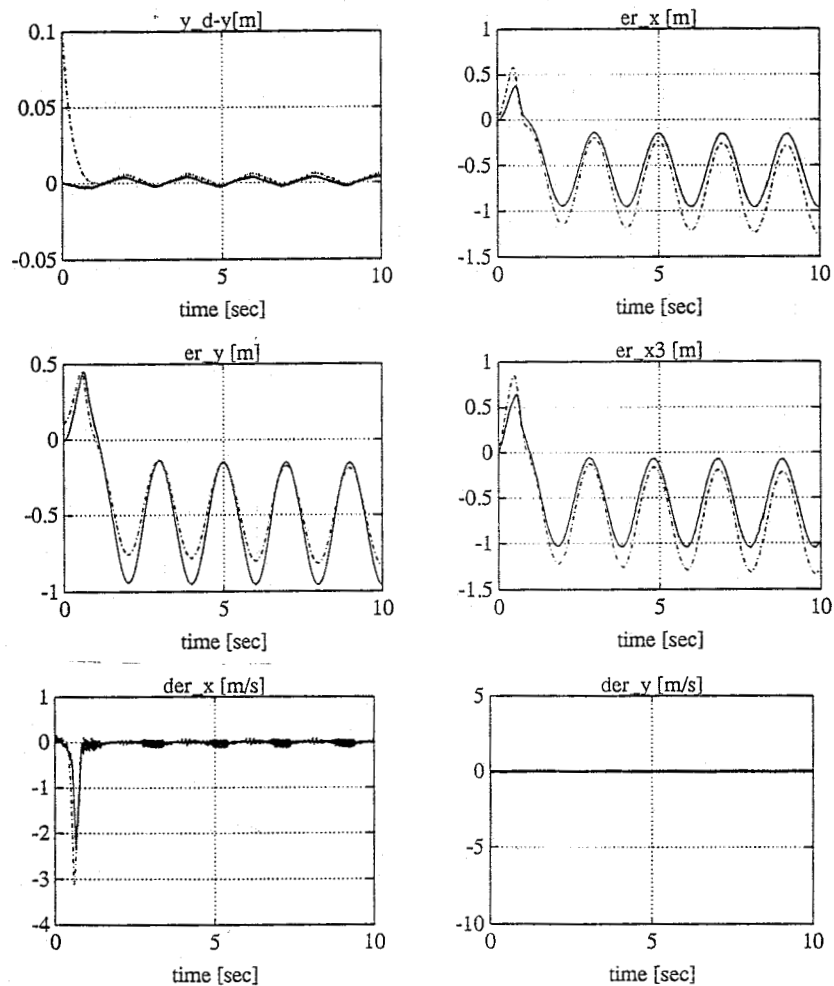 y_d-y[m]
0.1
0.05
0
-0.05
0 5 10
time [sec]
er_x [m]
1
0.5
0
-0.5
-1
-1.5
0 5 10
time [sec]
er_y [m]
0.5
0
-0.5
-1
0 5 10
time [sec]
er_x3 [m]
1
0.5
0
-0.5
-1
-1.5
0 5 10
time [sec]
der_x [m/s]
1
0
-1
-2
-3
-4
0 5 10
time [sec]
der_y [m/s]
5
0
-5
-10
0 5 10
time [sec]